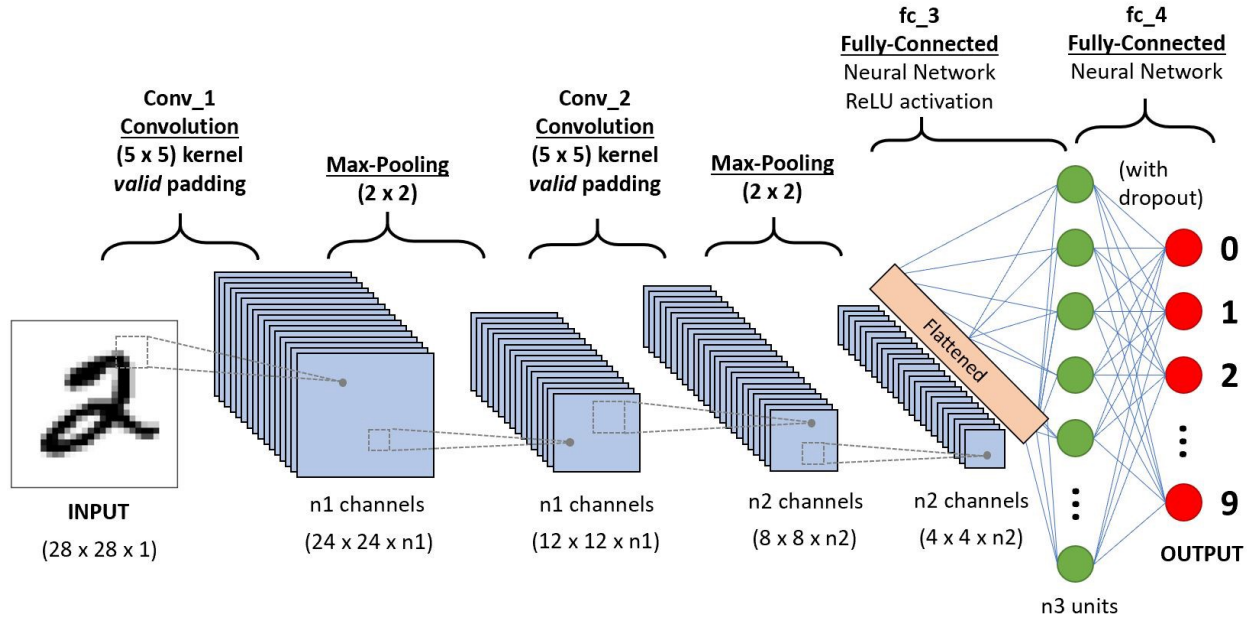 Conv_1
Convolution
(5 x 5) kernel
valid padding
Max-Pooling
(2 x 2)
Conv_2
Convolution
(5 x 5) kernel
valid padding
Max-Pooling
(2 x 2)
fc_3
Fully-Connected
Neural Network
ReLU activation
fc_4
Fully-Connected
Neural Network
(with
dropout)
2
INPUT
(28 x 28 x 1)
n1 channels
(24 x 24 x n1)
n1 channels
(12 x 12 x n1)
n2 channels
(8 x 8 x n2)
n2 channels
(4 x 4 x n2)
Flattened
n3 units
0
1
2
⋮
9
OUTPUT